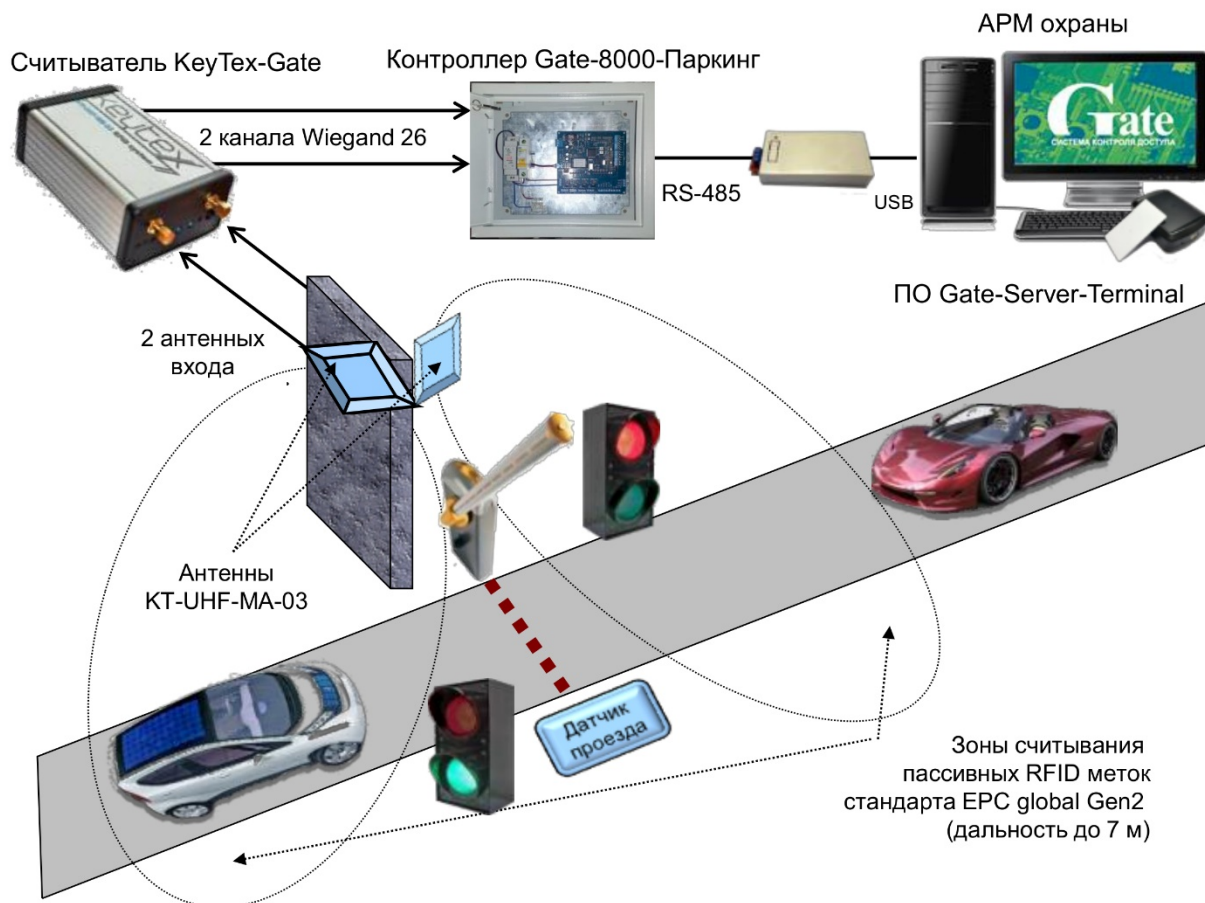 АРМ охраны
Считыватель KeyTex-Gate
Контроллер Gate-8000-Паркинг
keytex
2 канала Wiegand 26
Gate
СИСТЕМА КОНТРОЛЯ ДОСТУПА
RS-485
USB
ПО Gate-Server-Terminal
2 антенных
входа
Антенны
KT-UHF-MA-03
Датчик
проезда
Зоны считывания
пассивных RFID меток
стандарта EPC global Gen2
(дальность до 7 м)